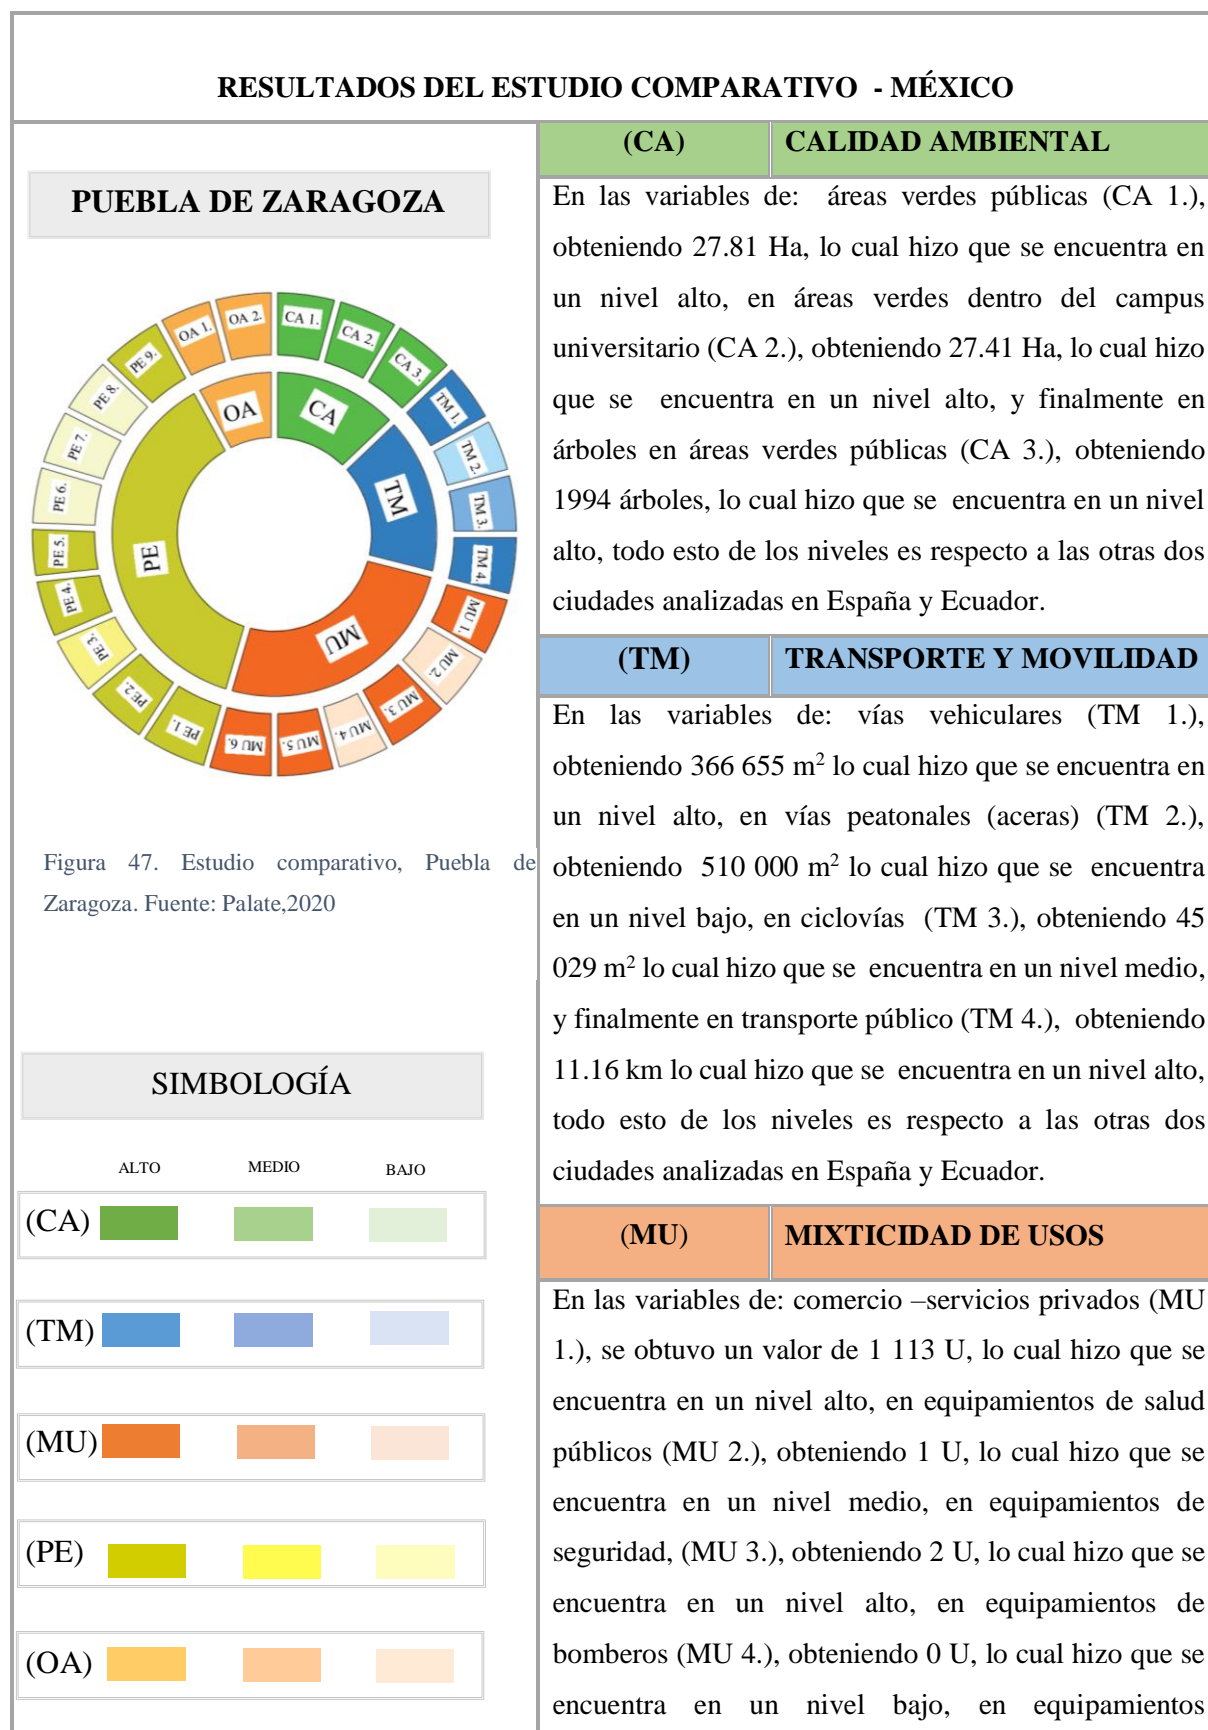 RESULTADOS DEL ESTUDIO COMPARATIVO - MÉXICO
PUEBLA DE ZARAGOZA
OA 1.
OA 2.
CA 1.
CA 2.
CA 3.
TM 1.
TM 2.
TM 3.
TM 4.
MU 1.
MU 2.
MU 3.
MU 4.
MU 5.
MU 6.
PE 1.
PE 2.
PE 3.
PE 4.
PE 5.
PE 6.
PE 7.
PE 8.
PE 9.
OA
CA
TM
MU
PE
Figura 47. Estudio comparativo, Puebla de
Zaragoza. Fuente: Palate,2020
SIMBOLOGÍA
ALTO MEDIO BAJO
(CA)
(TM)
(MU)
(PE)
(OA)
(CA) CALIDAD AMBIENTAL
En las variables de: áreas verdes públicas (CA 1.),
obteniendo 27.81 Ha, lo cual hizo que se encuentra en
un nivel alto, en áreas verdes dentro del campus
universitario (CA 2.), obteniendo 27.41 Ha, lo cual hizo
que se encuentra en un nivel alto, y finalmente en
árboles en áreas verdes públicas (CA 3.), obteniendo
1994 árboles, lo cual hizo que se encuentra en un nivel
alto, todo esto de los niveles es respecto a las otras dos
ciudades analizadas en España y Ecuador.
(TM) TRANSPORTE Y MOVILIDAD
En las variables de: vías vehiculares (TM 1.),
obteniendo 366 655 m² lo cual hizo que se encuentra en
un nivel alto, en vías peatonales (aceras) (TM 2.),
obteniendo 510 000 m² lo cual hizo que se encuentra
en un nivel bajo, en ciclovías (TM 3.), obteniendo 45
029 m² lo cual hizo que se encuentra en un nivel medio,
y finalmente en transporte público (TM 4.), obteniendo
11.16 km lo cual hizo que se encuentra en un nivel alto,
todo esto de los niveles es respecto a las otras dos
ciudades analizadas en España y Ecuador.
(MU) MIXTICIDAD DE USOS
En las variables de: comercio –servicios privados (MU
1.), se obtuvo un valor de 1 113 U, lo cual hizo que se
encuentra en un nivel alto, en equipamientos de salud
públicos (MU 2.), obteniendo 1 U, lo cual hizo que se
encuentra en un nivel medio, en equipamientos de
seguridad, (MU 3.), obteniendo 2 U, lo cual hizo que se
encuentra en un nivel alto, en equipamientos de
bomberos (MU 4.), obteniendo 0 U, lo cual hizo que se
encuentra en un nivel bajo, en equipamientos